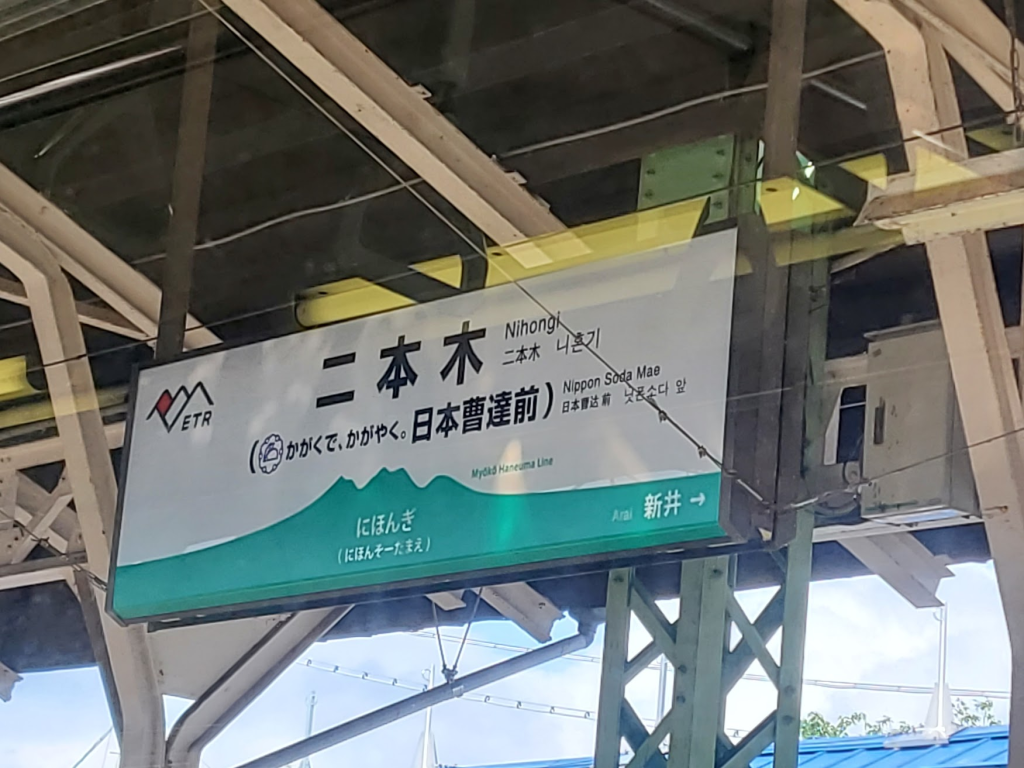 ETR
二本木 Nihongi
二本木 니혼기
(かがくで、かがやく。日本曹達前) Nippon Soda Mae
日本曹达 前 닛폰소다 앞
Myōkō Haneuma Line
にほんぎ
(にほんそーだまえ)
Arai 新井 →